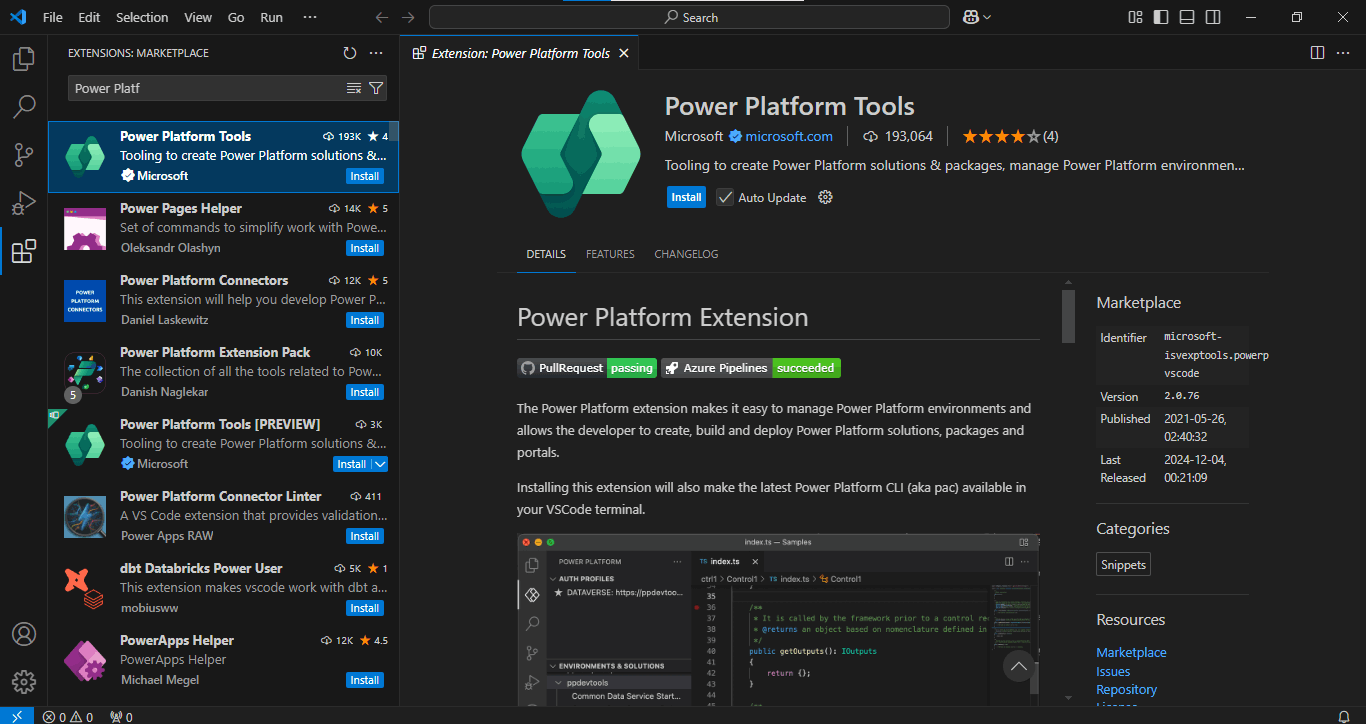 File Edit Selection View Go Run ··· Search
EXTENSIONS: MARKETPLACE
Power Platf
Power Platform Tools 193K ★ 4
Tooling to create Power Platform solutions &...
Microsoft Install
Power Pages Helper 14K ★ 5
Set of commands to simplify work with Powe...
Oleksandr Olashyn Install
Power Platform Connectors 12K ★ 5
This extension will help you develop Power P...
Daniel Laskewitz Install
POWER
PLATFORM
CONNECTORS
Power Platform Extension Pack 10K
The collection of all the tools related to Pow...
Danish Naglekar Install
5
Power Platform Tools [PREVIEW] 3K
Tooling to create Power Platform solutions &...
Microsoft Install
Power Platform Connector Linter 411
A VS Code extension that provides validation...
Power Apps RAW Install
dbt Databricks Power User 5K ★ 1
This extension makes vscode work with dbt a...
mobiusww Install
PowerApps Helper 12K ★ 4.5
PowerApps Helper
Michael Megel Install
Extension: Power Platform Tools
Power Platform Tools
Microsoft microsoft.com 193,064 (4)
Tooling to create Power Platform solutions & packages, manage Power Platform environmen...
Install Auto Update
DETAILS FEATURES CHANGELOG
Power Platform Extension
PullRequest passing Azure Pipelines succeeded
The Power Platform extension makes it easy to manage Power Platform environments and
allows the developer to create, build and deploy Power Platform solutions, packages and
portals.
Installing this extension will also make the latest Power Platform CLI (aka pac) available in
your VSCode terminal.
index.ts — Samples
POWER PLATFORM ···
AUTH PROFILES
★ DATAVERSE: https://ppdevtoo...
ENVIRONMENTS & SOLUTIONS
ppdevtools
Common Data Service Start...
TS index.ts
ctrl1 > Control1 > TS index.ts > Control1
34 }
35
36 /**
37 * It is called by the framework prior to a control re
38 * @returns an object based on nomenclature defined in
39 */
40 public getOutputs(): IOutputs
41 {
42 return {};
43 }
44
Marketplace
Identifier microsoft-
isvexptools.powerp
vscode
Version 2.0.76
Published 2021-05-26,
02:40:32
Last 2024-12-04,
Released 00:21:09
Categories
Snippets
Resources
Marketplace
Issues
Repository
0 0 0